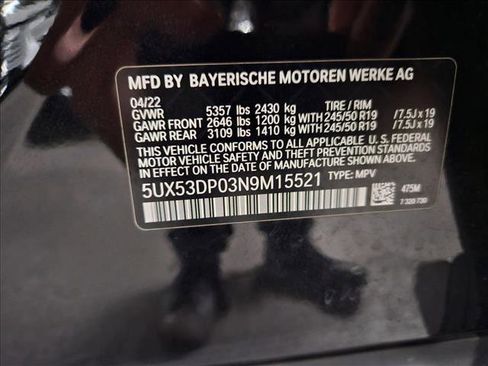 MFD BY BAYERISCHE MOTOREN WERKE AG
04/22
GVWR 5357 lbs 2430 kg TIRE / RIM
GAWR FRONT 2646 lbs 1200 kg WITH 245/50 R19 /7.5J x 19
GAWR REAR 3109 lbs 1410 kg WITH 245/50 R19 /7.5J x 19
THIS VEHICLE CONFORMS TO ALL APPLICABLE U. S. FEDERAL
MOTOR VEHICLE SAFETY AND THEFT PREVENTION STANDARDS
IN EFFECT ON THE DATE OF MANUFACTURE SHOWN ABOVE.
5UX53DP03N9M15521 TYPE: MPV
475M
7 320 730